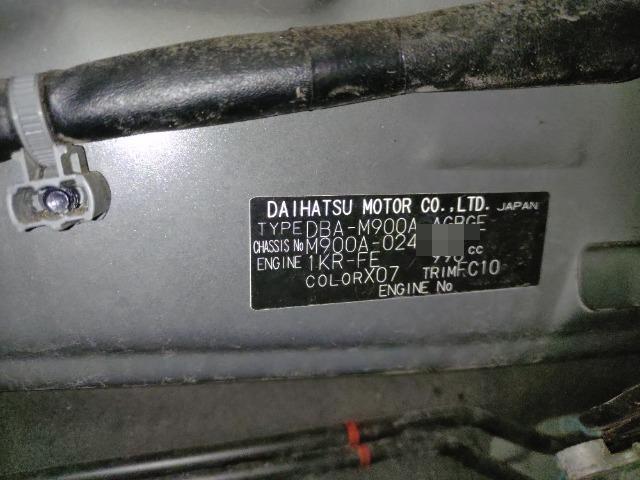 DAIHATSU MOTOR CO.,LTD. JAPAN
TYPE DBA-M900A-
CHASSIS No M900A-024
ENGINE 1KR-FE 996 cc
COLOR X07 TRIM FC10
ENGINE No